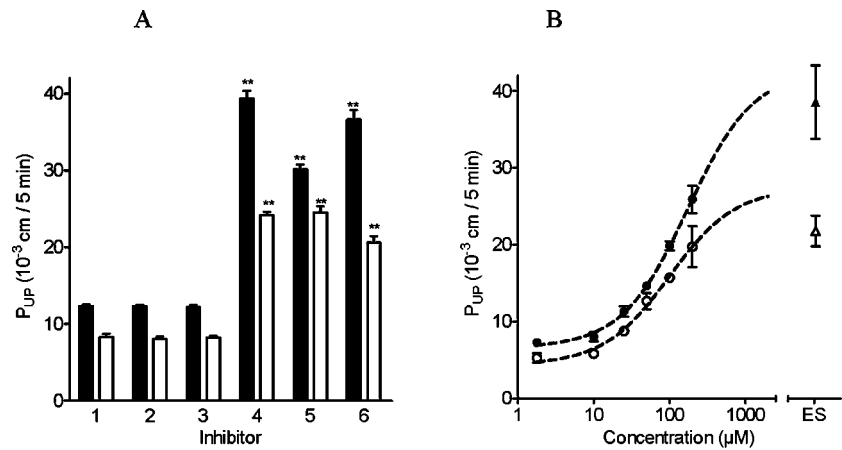 A
B
P_UP (10⁻³ cm / 5 min)
40
30
20
10
0
** ** ** ** ** **
1 2 3 4 5 6
Inhibitor
P_UP (10⁻³ cm / 5 min)
40
30
20
10
0
1 10 100 1000 ES
Concentration (µM)